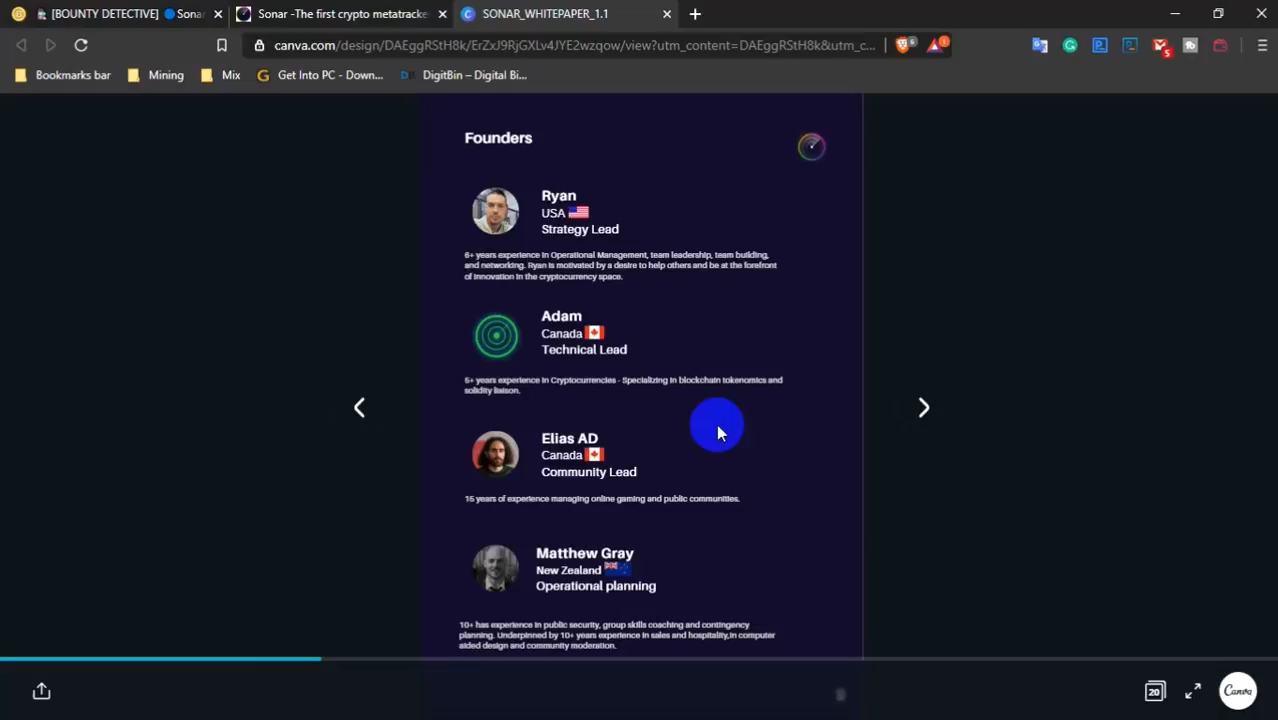 [BOUNTY DETECTIVE] 🔵 Sonar
Sonar -The first crypto metatracke
SONAR_WHITEPAPER_1.1
canva.com/design/DAEggRStH8k/ErZxJ9RjGXLv4JYE2wzqow/view?utm_content=DAEggRStH8k&utm_c...
Bookmarks bar
Mining
Mix
Get Into PC - Down...
DigitBin – Digital Bi...
Founders
Ryan
USA
Strategy Lead
6+ years experience in Operational Management, team leadership, team building,
and networking. Ryan is motivated by a desire to help others and be at the forefront
of innovation in the cryptocurrency space.
Adam
Canada
Technical Lead
5+ years experience in Cryptocurrencies - Specializing in blockchain tokenomics and
solidity liaison.
Elias AD
Canada
Community Lead
15 years of experience managing online gaming and public communities.
Matthew Gray
New Zealand
Operational planning
10+ has experience in public security, group skills coaching and contingency
planning. Underpinned by 10+ years experience in sales and hospitality,in computer
aided design and community moderation.
20
Canva